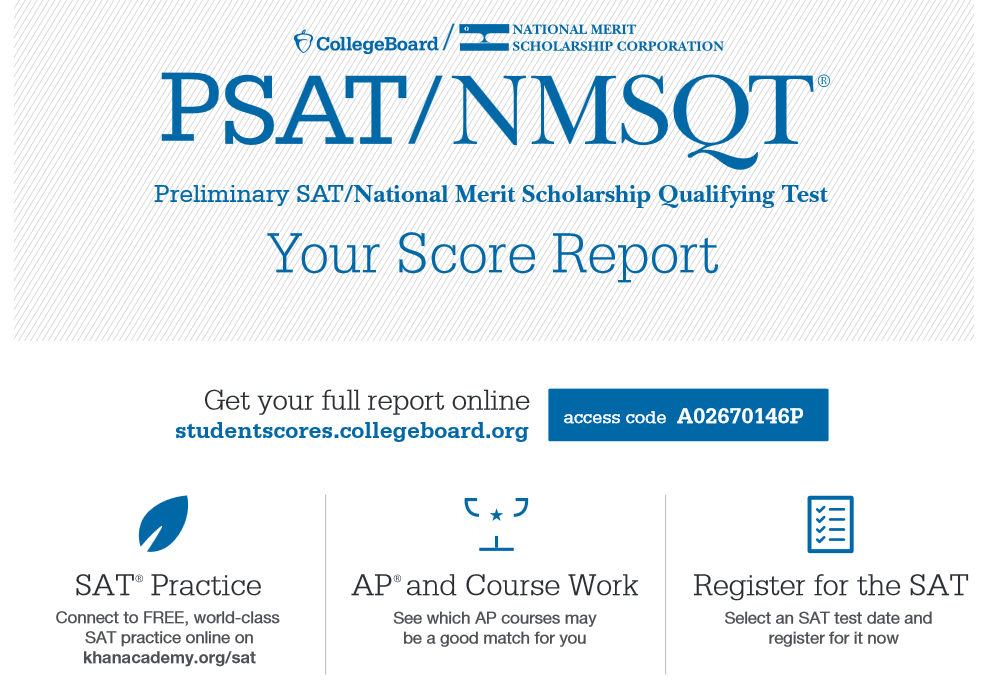 CollegeBoard / NATIONAL MERIT
SCHOLARSHIP CORPORATION
PSAT/NMSQT®
Preliminary SAT/National Merit Scholarship Qualifying Test
Your Score Report
Get your full report online
studentscores.collegeboard.org
access code A02670146P
SAT® Practice
Connect to FREE, world-class
SAT practice online on
khanacademy.org/sat
AP® and Course Work
See which AP courses may
be a good match for you
Register for the SAT
Select an SAT test date and
register for it now